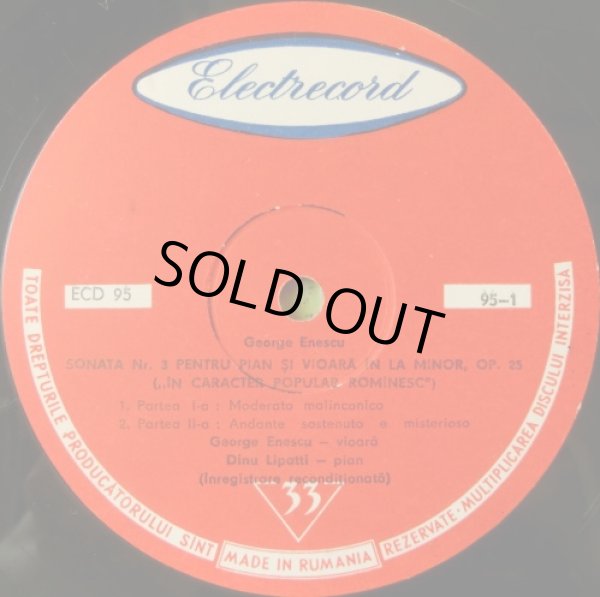 Electrecord
ECD 95
95-1
SOLD OUT
George Enescu
SONATA Nr. 3 PENTRU PIAN ȘI VIOARĂ ÎN LA MINOR, OP. 25
(„ÎN CARACTER POPULAR ROMÎNESC")
1. Partea I-a : Moderato malinconico
2. Partea II-a : Andante sostenuto e misterioso
George Enescu – vioară
Dinu Lipatti – pian
(Înregistrare recondiționată)
33
TOATE DREPTURILE PRODUCĂTORULUI SÎNT
MADE IN RUMANIA
REZERVATE · MULTIPLICAREA DISCULUI INTERZISĂ